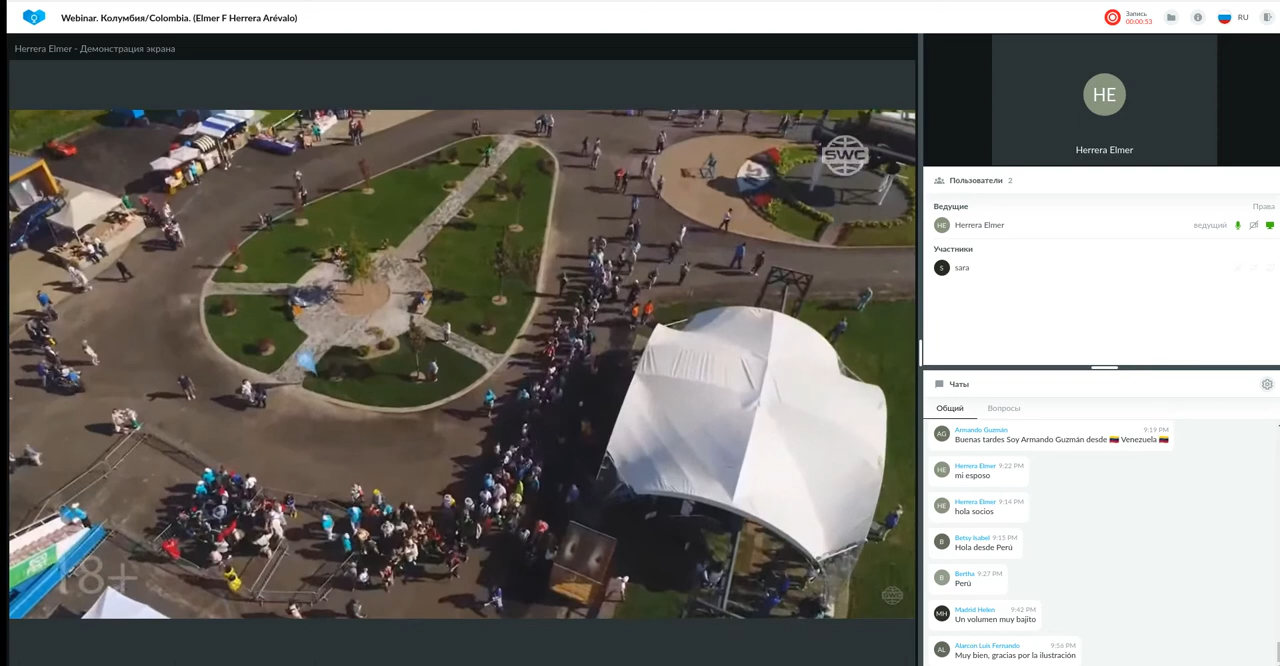 Webinar. Колумбия/Colombia. (Elmer F Herrera Arévalo)
Запись
00:00:53
RU
Herrera Elmer - Демонстрация экрана
SWC
18+
HE
Herrera Elmer
Пользователи 2
Ведущие Права
HE Herrera Elmer ведущий
Участники
S sara
Чаты
Общий Вопросы
AG Armando Guzmán 9:19 PM
Buenas tardes Soy Armando Guzmán desde 🇻🇪 Venezuela 🇻🇪
HE Herrera Elmer 9:22 PM
mi esposo
HE Herrera Elmer 9:14 PM
hola socios
B Betsy Isabel 9:15 PM
Hola desde Perú
B Bertha 9:27 PM
Perú
MH Madrid Helen 9:42 PM
Un volumen muy bajito
AL Alarcon Luis Fernando 9:56 PM
Muy bien, gracias por la ilustración